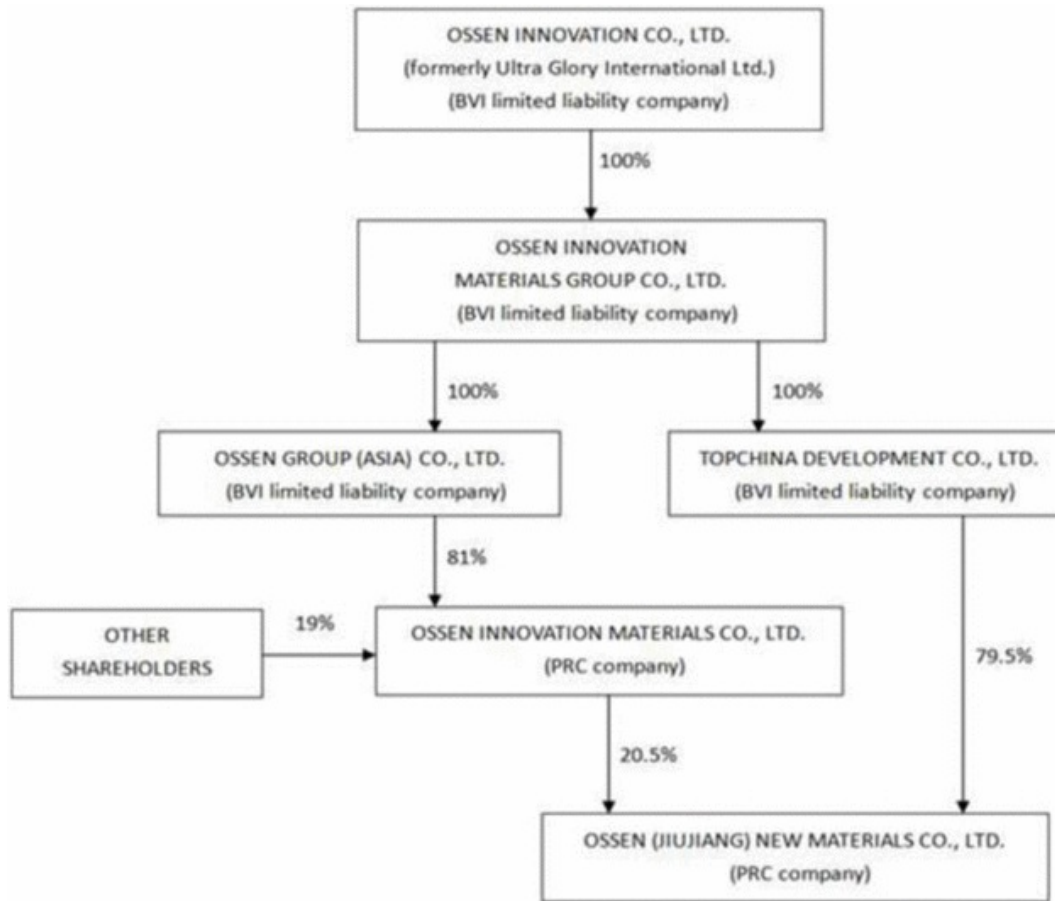 OSSEN INNOVATION CO., LTD.
(formerly Ultra Glory International Ltd.)
(BVI limited liability company)
100%
OSSEN INNOVATION
MATERIALS GROUP CO., LTD.
(BVI limited liability company)
100%
100%
OSSEN GROUP (ASIA) CO., LTD.
(BVI limited liability company)
TOPCHINA DEVELOPMENT CO., LTD.
(BVI limited liability company)
81%
OTHER
SHAREHOLDERS
19%
OSSEN INNOVATION MATERIALS CO., LTD.
(PRC company)
79.5%
20.5%
OSSEN (JIUJIANG) NEW MATERIALS CO., LTD.
(PRC company)